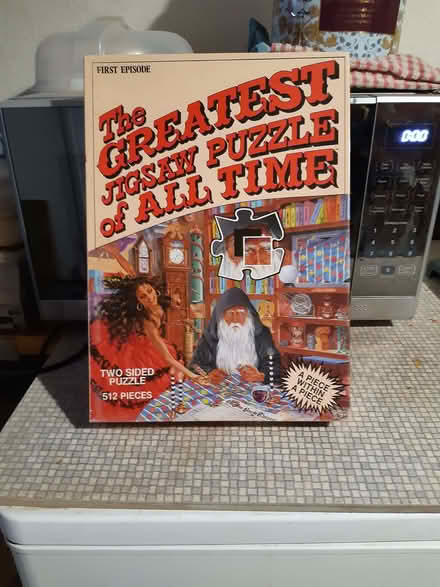 FIRST EPISODE
The
GREATEST
JIGSAW PUZZLE
of ALL TIME
TWO SIDED
PUZZLE
512 PIECES
A PIECE
WITHIN
A PIECE
0:00